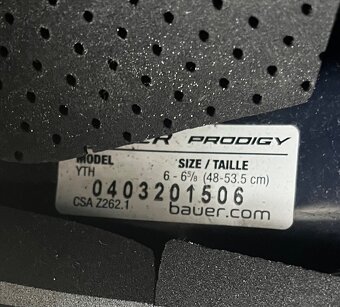 PRODIGY
MODEL SIZE / TAILLE
YTH 6 - 6⁵/₈ (48-53.5 cm)
0403201506
CSA Z262.1 bauer.com